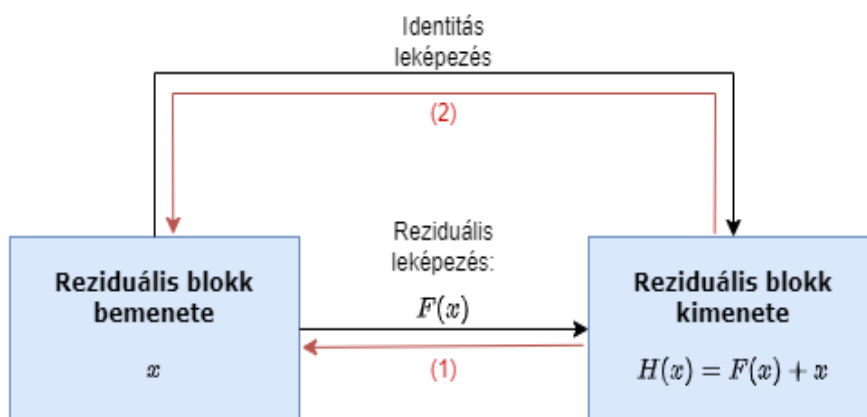 Identitás
leképezés
(2)
Reziduális
leképezés:
F(x)
(1)
Reziduális blokk
bemenete
x
Reziduális blokk
kimenete
H(x) = F(x) + x